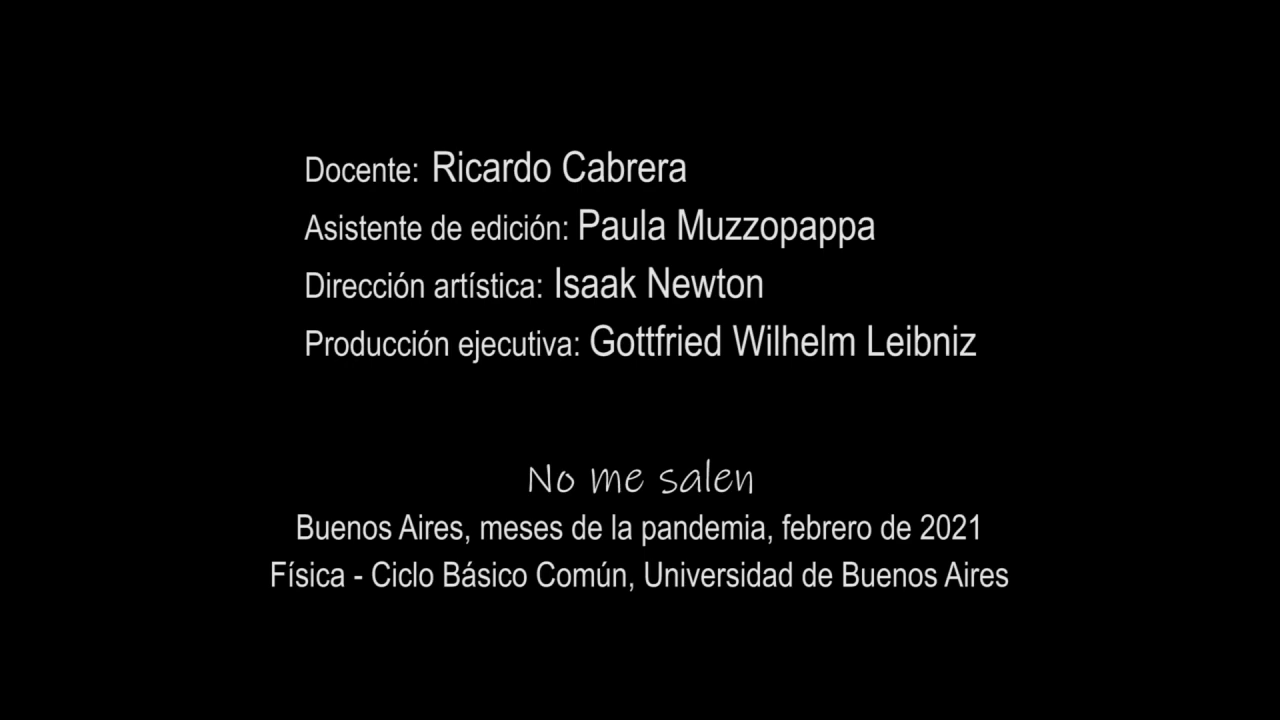 Docente: Ricardo Cabrera
Asistente de edición: Paula Muzzopappa
Dirección artística: Isaak Newton
Producción ejecutiva: Gottfried Wilhelm Leibniz
No me salen
Buenos Aires, meses de la pandemia, febrero de 2021
Física - Ciclo Básico Común, Universidad de Buenos Aires